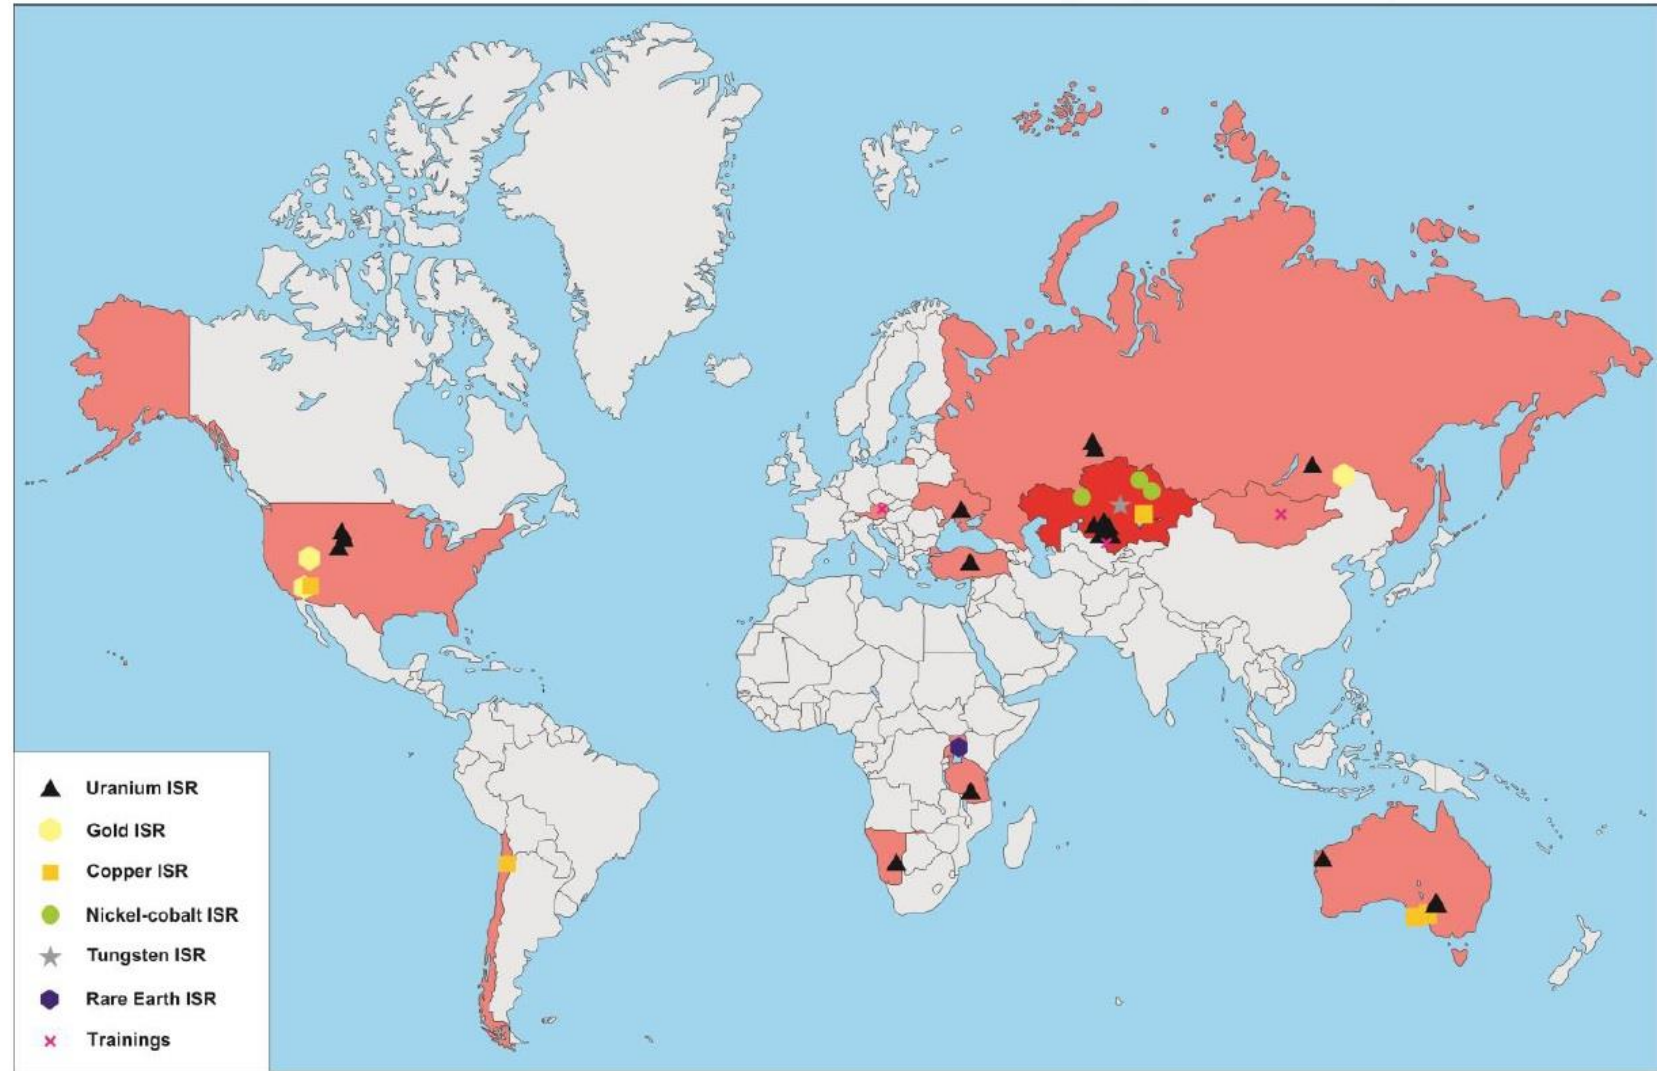 Uranium ISR
Gold ISR
Copper ISR
Nickel-cobalt ISR
Tungsten ISR
Rare Earth ISR
Trainings